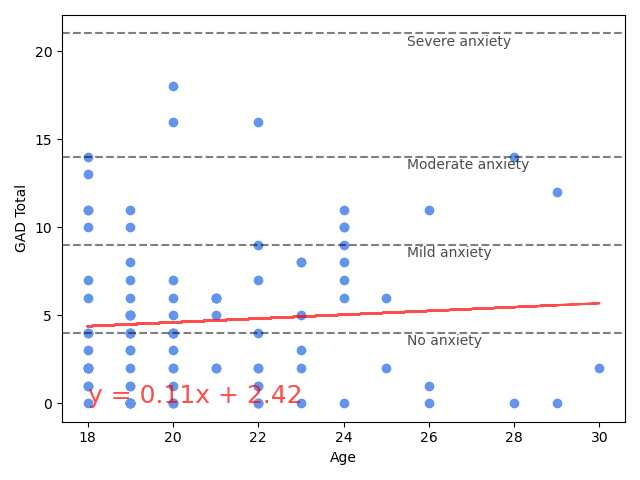 20
Severe anxiety
15
Moderate anxiety
GAD Total
10
Mild anxiety
5
No anxiety
y = 0.11x + 2.42
0
18 20 22 24 26 28 30
Age